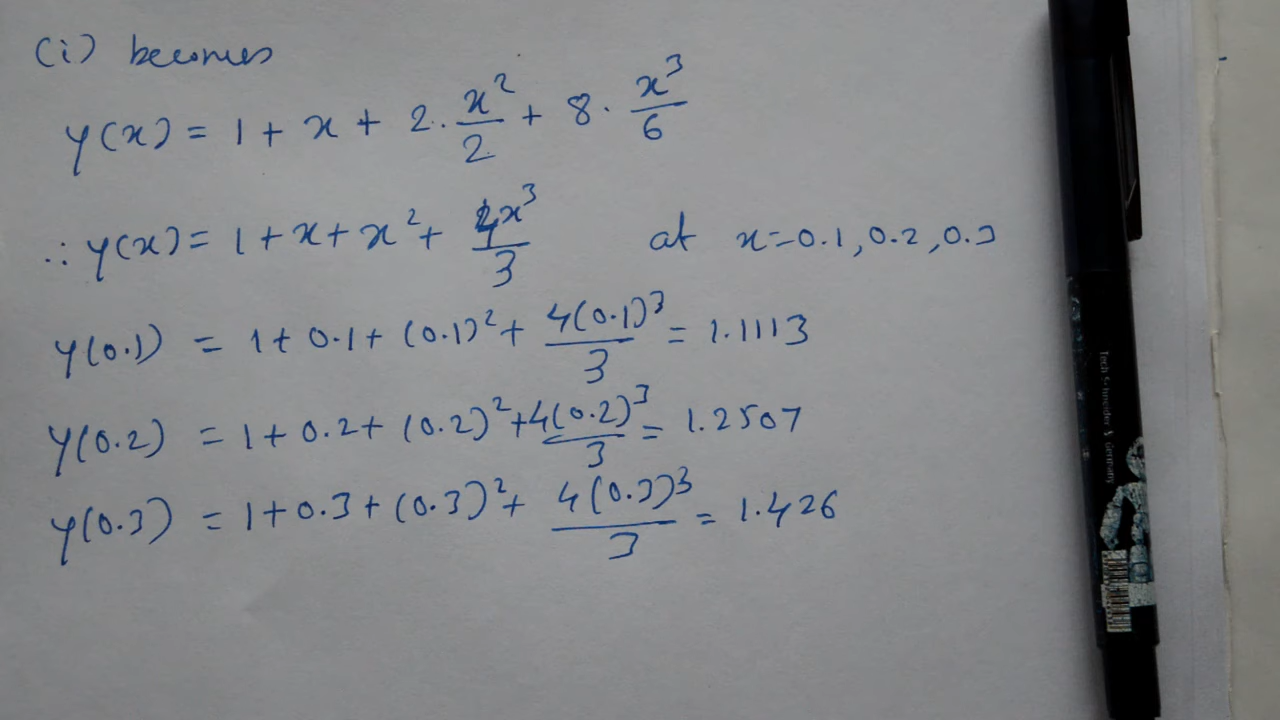 (i) becomes
y(x) = 1 + x + 2. x²/2 + 8 · x³/6
∴ y(x) = 1 + x + x² + 4x³/3 at x=0.1, 0.2, 0.3
y(0.1) = 1 + 0.1 + (0.1)² + 4(0.1)³/3 = 1.1113
y(0.2) = 1 + 0.2 + (0.2)² + 4(0.2)³/3 = 1.2507
y(0.3) = 1 + 0.3 + (0.3)² + 4(0.3)³/3 = 1.426
Tech Schneider Germany